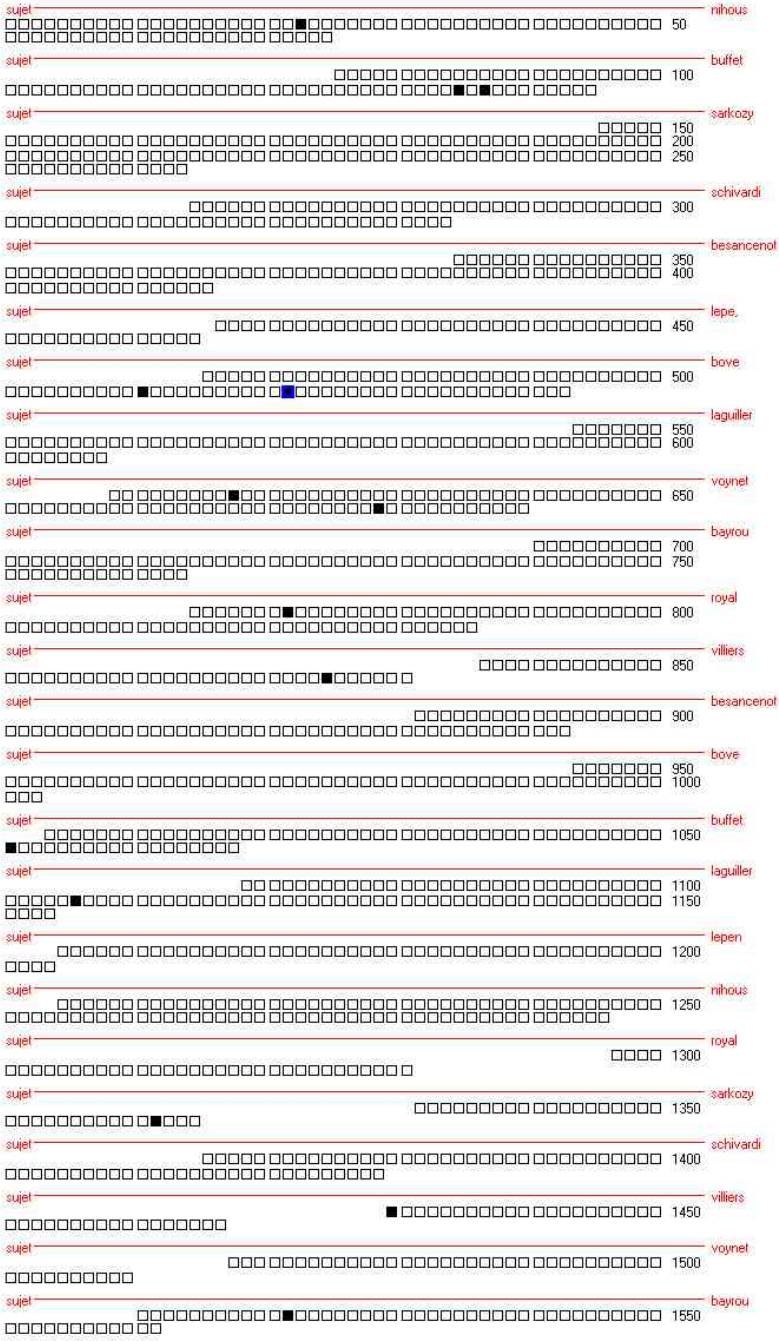 sujet nihous
50
sujet buffet
100
sujet sarkozy
150
200
250
sujet schivardi
300
sujet besancenot
350
400
sujet lepe,
450
sujet bove
500
sujet laguiller
550
600
sujet voynet
650
sujet bayrou
700
750
sujet royal
800
sujet villiers
850
sujet besancenot
900
sujet bove
950
1000
sujet buffet
1050
sujet laguiller
1100
1150
sujet lepen
1200
sujet nihous
1250
sujet royal
1300
sujet sarkozy
1350
sujet schivardi
1400
sujet villiers
1450
sujet voynet
1500
sujet bayrou
1550